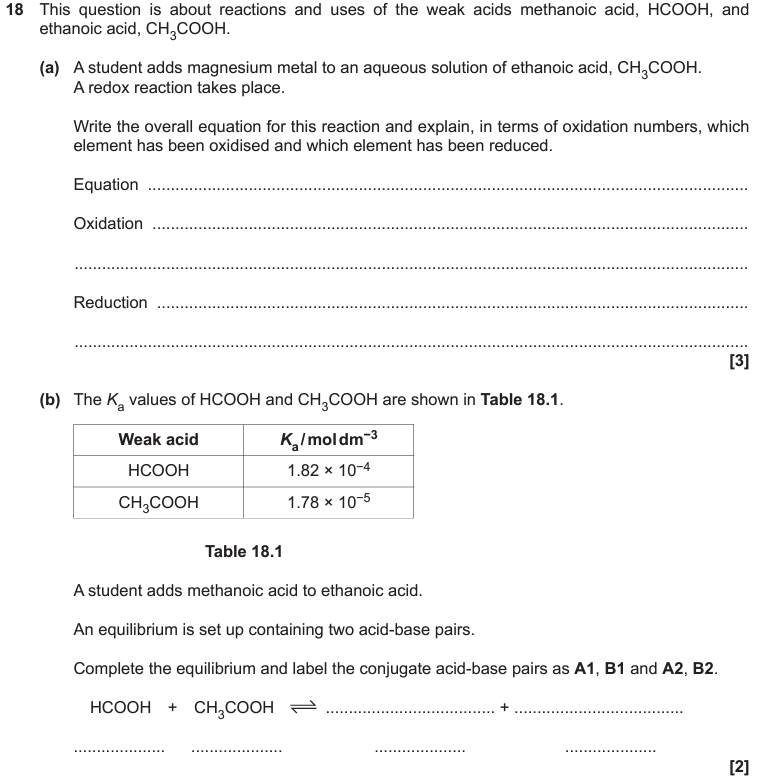 18 This question is about reactions and uses of the weak acids methanoic acid, HCOOH, and
ethanoic acid, CH₃COOH.
(a) A student adds magnesium metal to an aqueous solution of ethanoic acid, CH₃COOH.
A redox reaction takes place.
Write the overall equation for this reaction and explain, in terms of oxidation numbers, which
element has been oxidised and which element has been reduced.
Equation ....................................................................................................
Oxidation ....................................................................................................
....................................................................................................
Reduction ....................................................................................................
....................................................................................................
[3]
(b) The Kₐ values of HCOOH and CH₃COOH are shown in Table 18.1.
Weak acid Kₐ/mol dm⁻³
HCOOH 1.82 × 10⁻⁴
CH₃COOH 1.78 × 10⁻⁵
Table 18.1
A student adds methanoic acid to ethanoic acid.
An equilibrium is set up containing two acid-base pairs.
Complete the equilibrium and label the conjugate acid-base pairs as A1, B1 and A2, B2.
HCOOH + CH₃COOH ⇌ ..................................... + .....................................
.................... .................... .................... ....................
[2]